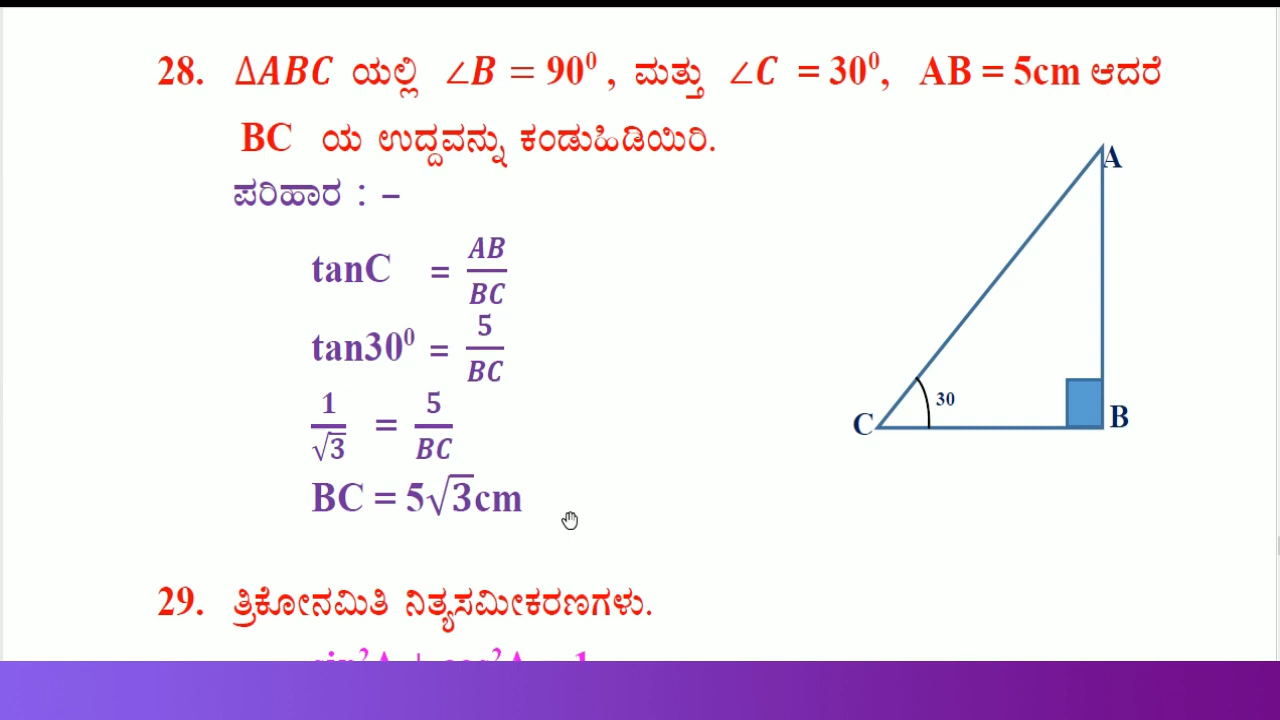 28. ΔABC ಯಲ್ಲಿ ∠B = 90⁰ , ಮತ್ತು ∠C = 30⁰, AB = 5cm ಆದರೆ
BC ಯ ಉದ್ದವನ್ನು ಕಂಡುಹಿಡಿಯಿರಿ.
ಪರಿಹಾರ : –
tanC = AB/BC
tan30⁰ = 5/BC
1/√3 = 5/BC
BC = 5√3cm
A
30
C
B
29. ತ್ರಿಕೋನಮಿತಿ ನಿತ್ಯಸಮೀಕರಣಗಳು.